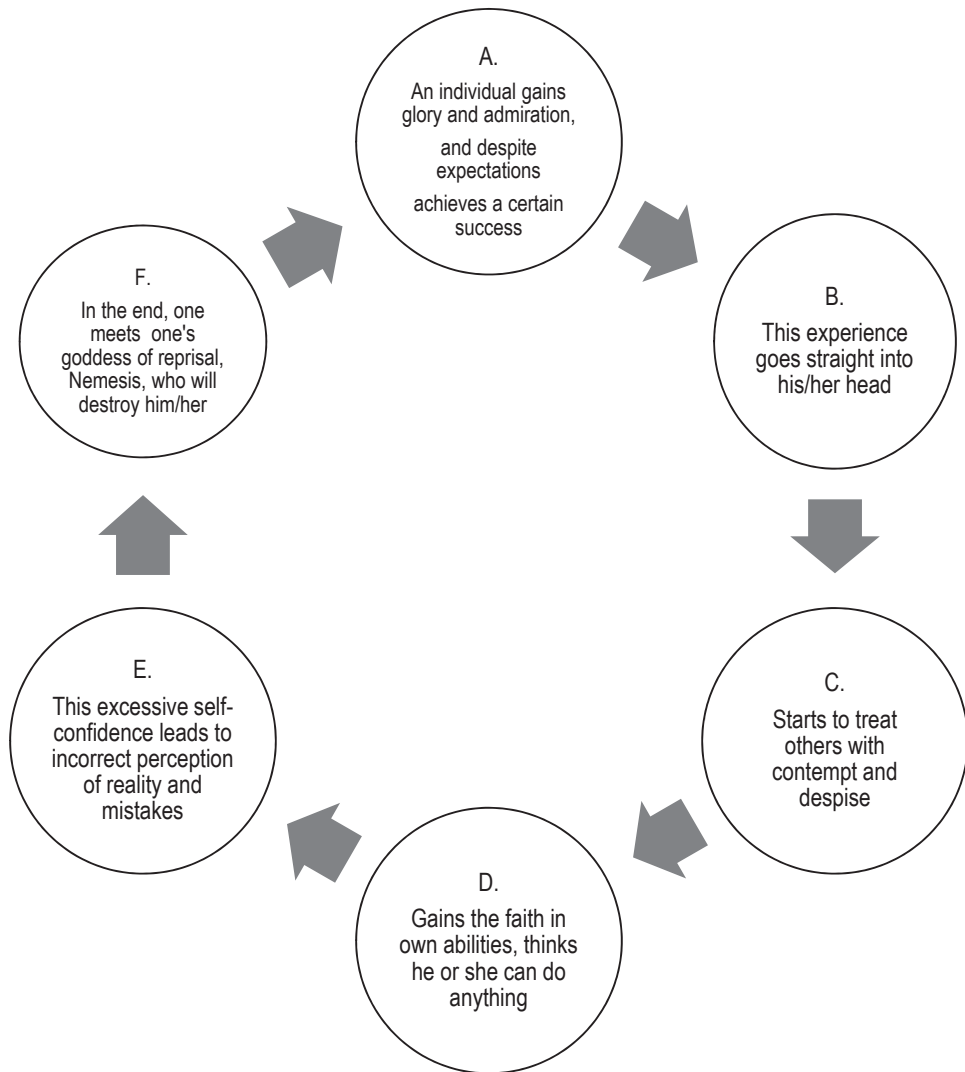 A.
An individual gains
glory and admiration,
and despite
expectations
achieves a certain
success
B.
This experience
goes straight into
his/her head
C.
Starts to treat
others with
contempt and
despise
D.
Gains the faith in
own abilities, thinks
he or she can do
anything
E.
This excessive self-
confidence leads to
incorrect perception
of reality and
mistakes
F.
In the end, one
meets one's
goddess of reprisal,
Nemesis, who will
destroy him/her